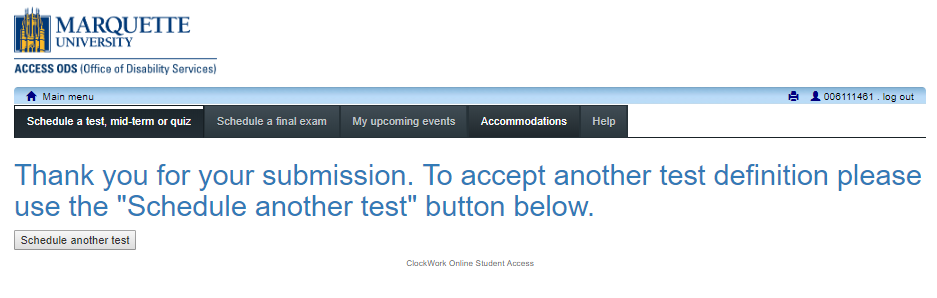 MARQUETTE
UNIVERSITY
ACCESS ODS (Office of Disability Services)
Main menu
006111461 . log out
Schedule a test, mid-term or quiz
Schedule a final exam
My upcoming events
Accommodations
Help
Thank you for your submission. To accept another test definition please
use the "Schedule another test" button below.
Schedule another test
ClockWork Online Student Access